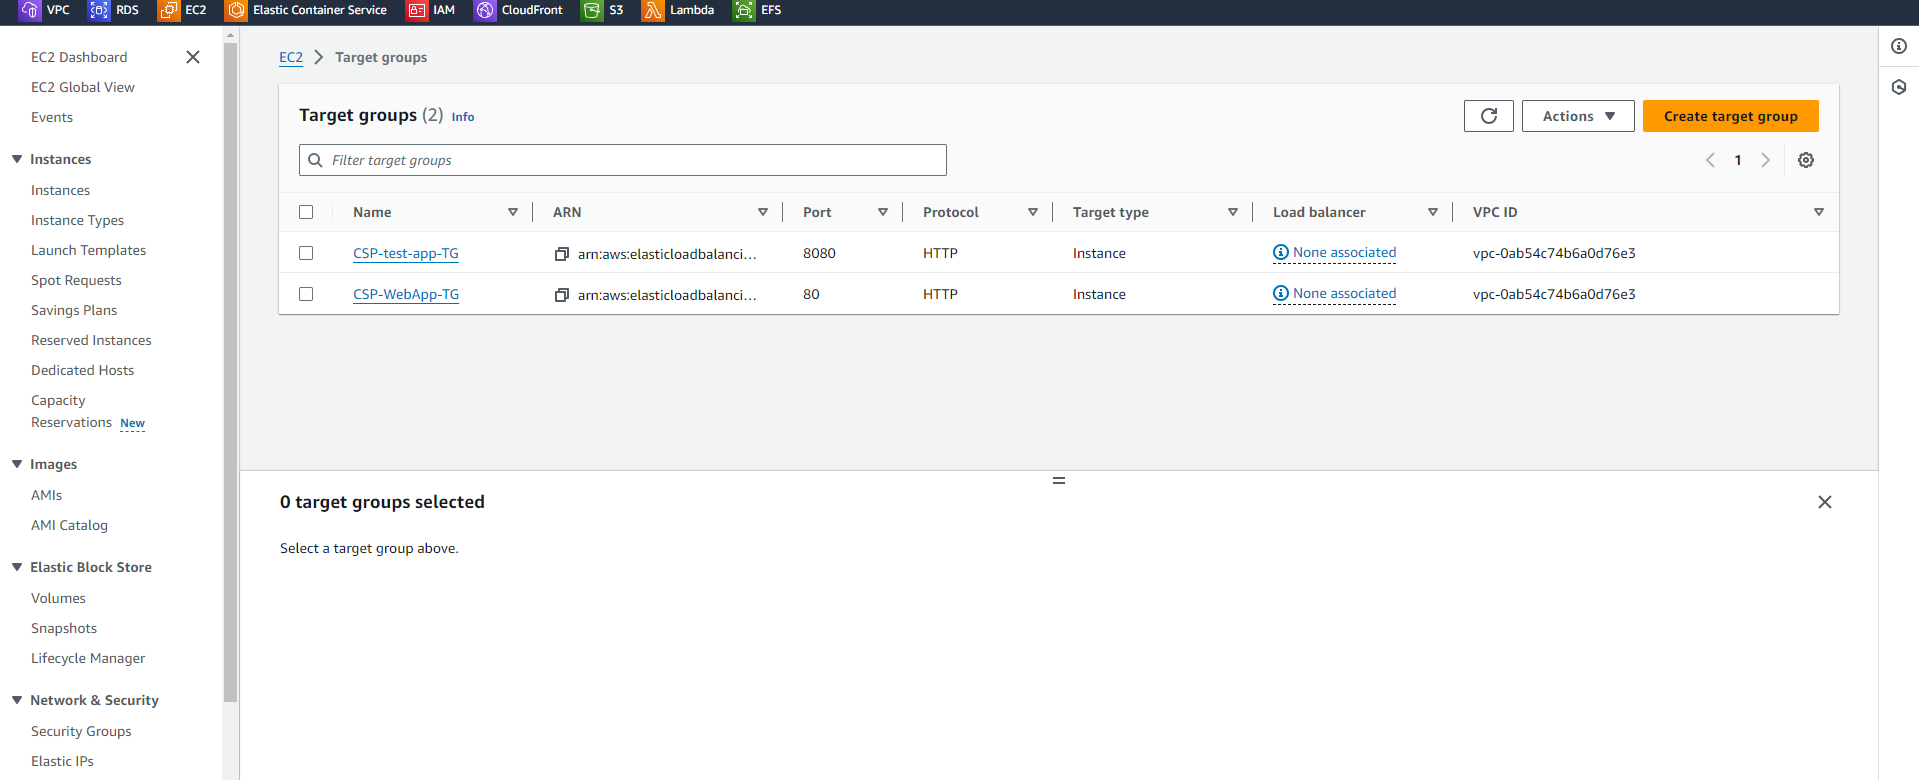 VPC RDS EC2 Elastic Container Service IAM CloudFront S3 Lambda EFS
EC2 Dashboard
EC2 Global View
Events
Instances
Instances
Instance Types
Launch Templates
Spot Requests
Savings Plans
Reserved Instances
Dedicated Hosts
Capacity
Reservations New
Images
AMIs
AMI Catalog
Elastic Block Store
Volumes
Snapshots
Lifecycle Manager
Network & Security
Security Groups
Elastic IPs
EC2 Target groups
Target groups (2) Info
Actions
Create target group
Filter target groups
1
Name ARN Port Protocol Target type Load balancer VPC ID
CSP-test-app-TG arn:aws:elasticloadbalanci... 8080 HTTP Instance None associated vpc-0ab54c74b6a0d76e3
CSP-WebApp-TG arn:aws:elasticloadbalanci... 80 HTTP Instance None associated vpc-0ab54c74b6a0d76e3
0 target groups selected
Select a target group above.